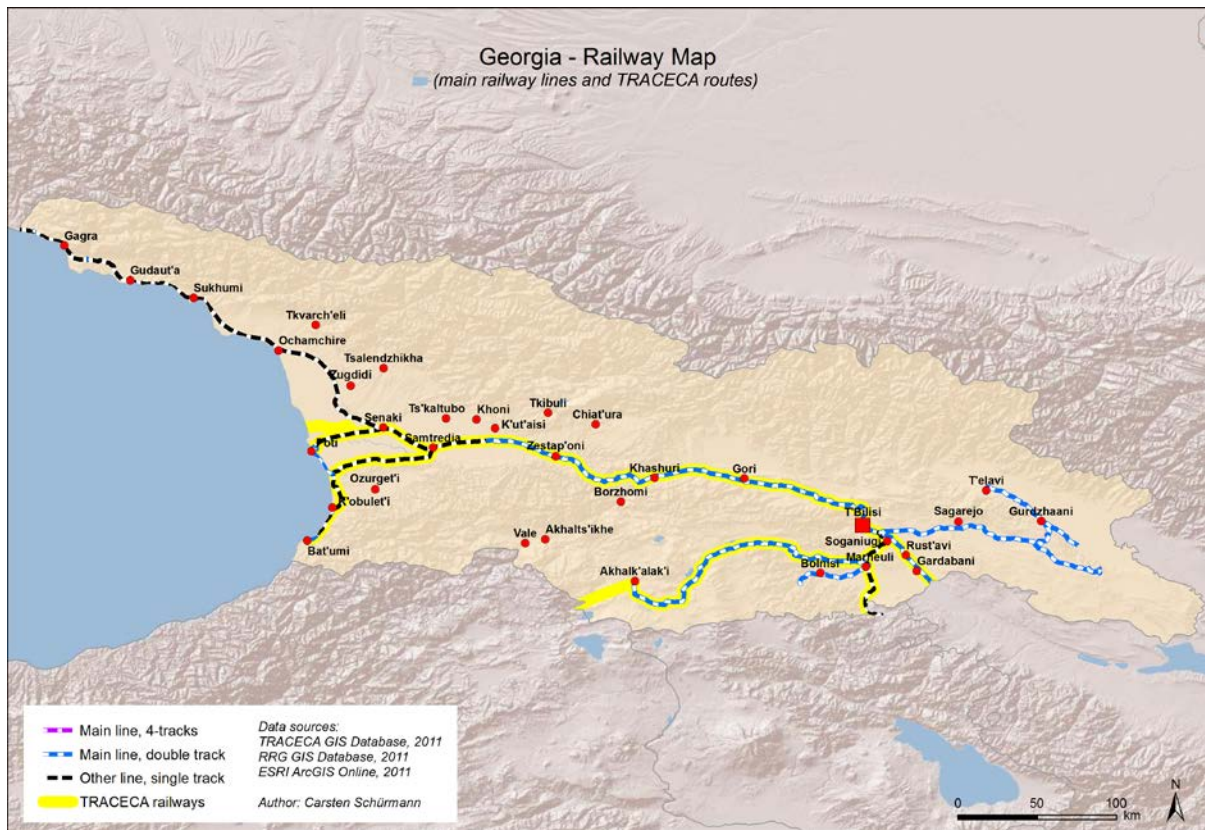 Georgia - Railway Map
(main railway lines and TRACECA routes)
Gagra
Gudaut'a
Sukhumi
Tkvarch'eli
Ochamchire
Tsalendzhikha
Zugdidi
Ts'kaltubo
Khoni
Tkibuli
K'ut'aisi
Chiat'ura
Senaki
Samtredia
Zestap'oni
Khashuri
Gori
Ozurget'i
Borzhomi
T'elavi
K'obulet'i
Sagarejo
Gurdzhaani
T'Bilisi
Bat'umi
Vale
Akhalts'ikhe
Soganiugi
Rust'avi
Marneuli
Gardabani
Bolnisi
Akhalk'alak'i
Main line, 4-tracks
Main line, double track
Other line, single track
TRACECA railways
Data sources:
TRACECA GIS Database, 2011
RRG GIS Database, 2011
ESRI ArcGIS Online, 2011
Author: Carsten Schürmann
N
0 50 100
km